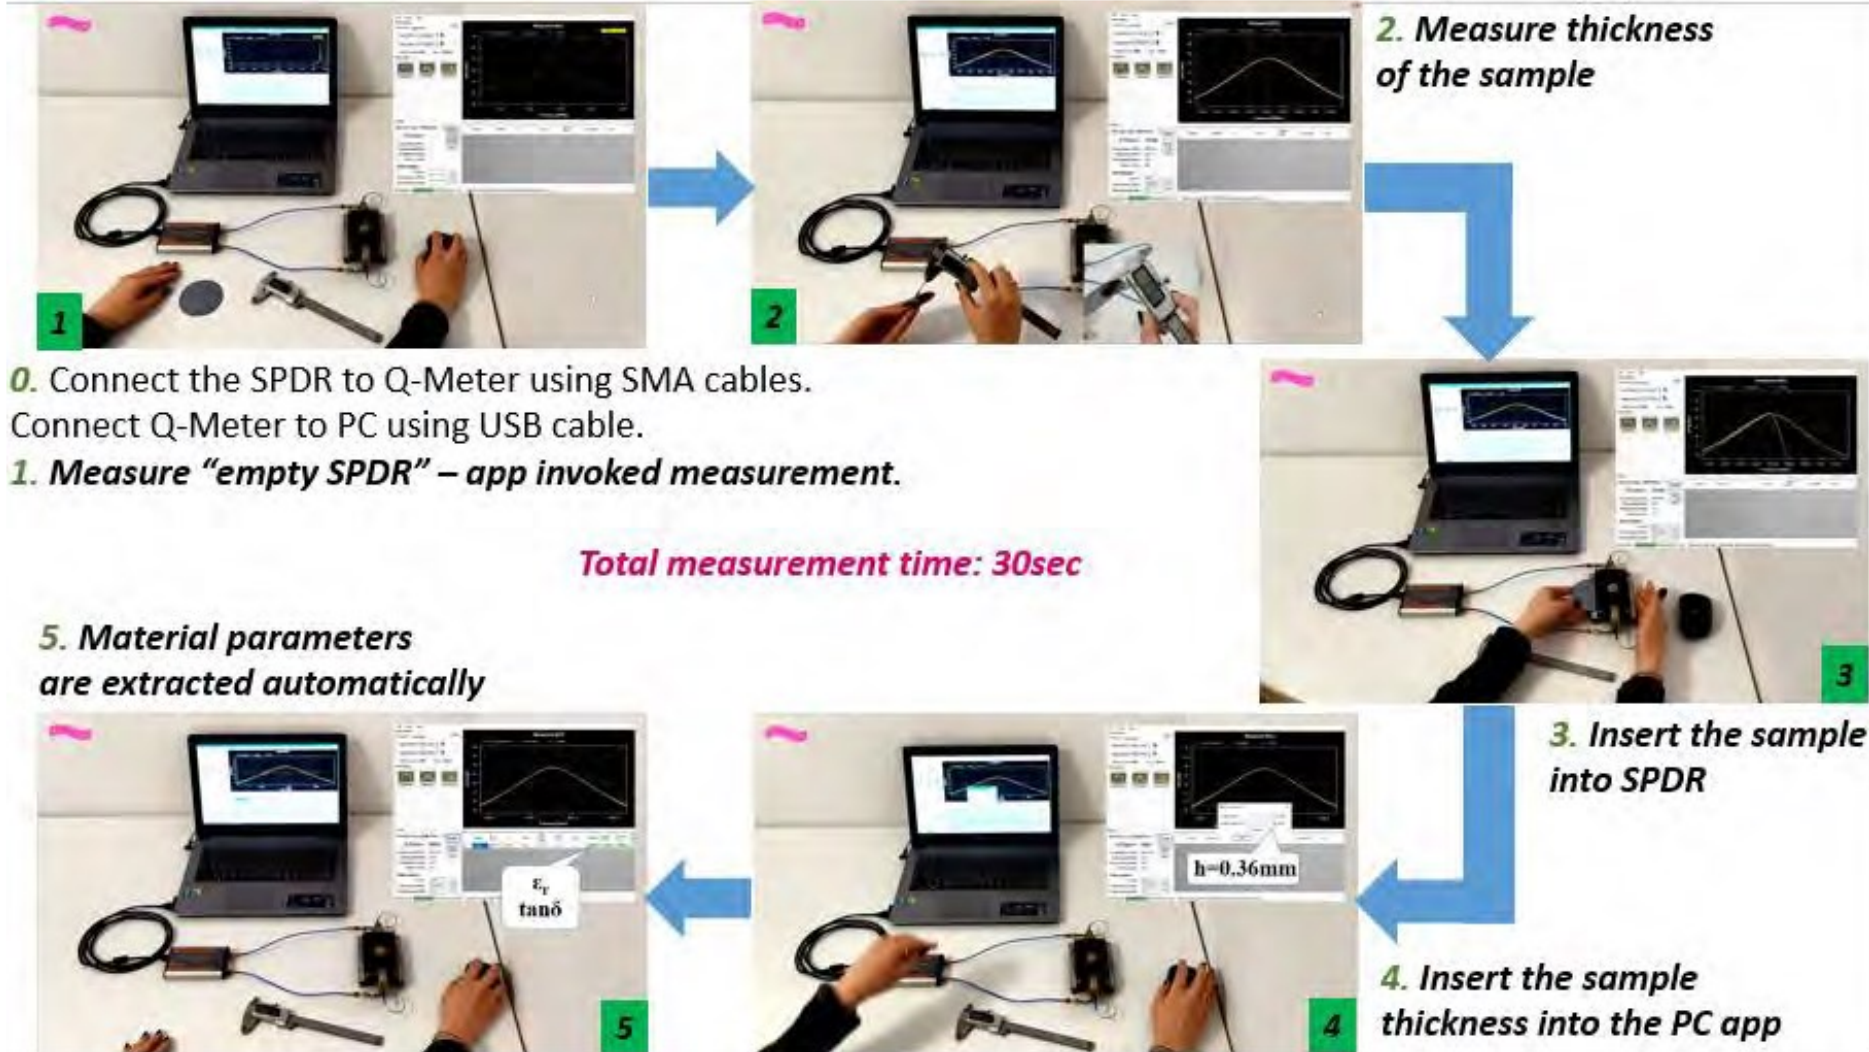 1
2
2. Measure thickness
of the sample
0. Connect the SPDR to Q-Meter using SMA cables.
Connect Q-Meter to PC using USB cable.
1. Measure “empty SPDR” – app invoked measurement.
Total measurement time: 30sec
3
3. Insert the sample
into SPDR
5. Material parameters
are extracted automatically
h=0.36mm
4
4. Insert the sample
thickness into the PC app
εr
tanδ
5